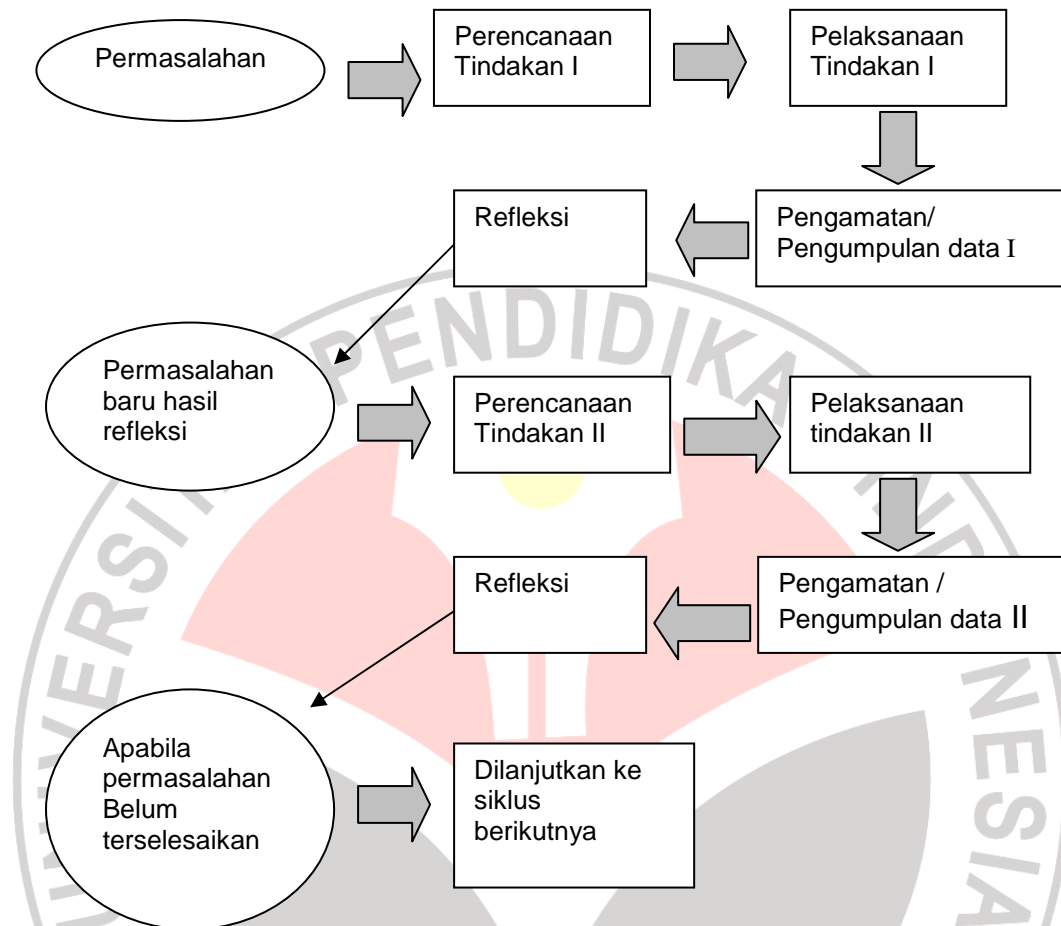 Permasalahan
Perencanaan
Tindakan I
Pelaksanaan
Tindakan I
Refleksi
Pengamatan/
Pengumpulan data I
Permasalahan
baru hasil
refleksi
Perencanaan
Tindakan II
Pelaksanaan
tindakan II
Refleksi
Pengamatan /
Pengumpulan data II
Apabila
permasalahan
Belum
terselesaikan
Dilanjutkan ke
siklus
berikutnya
PENDIDIKA